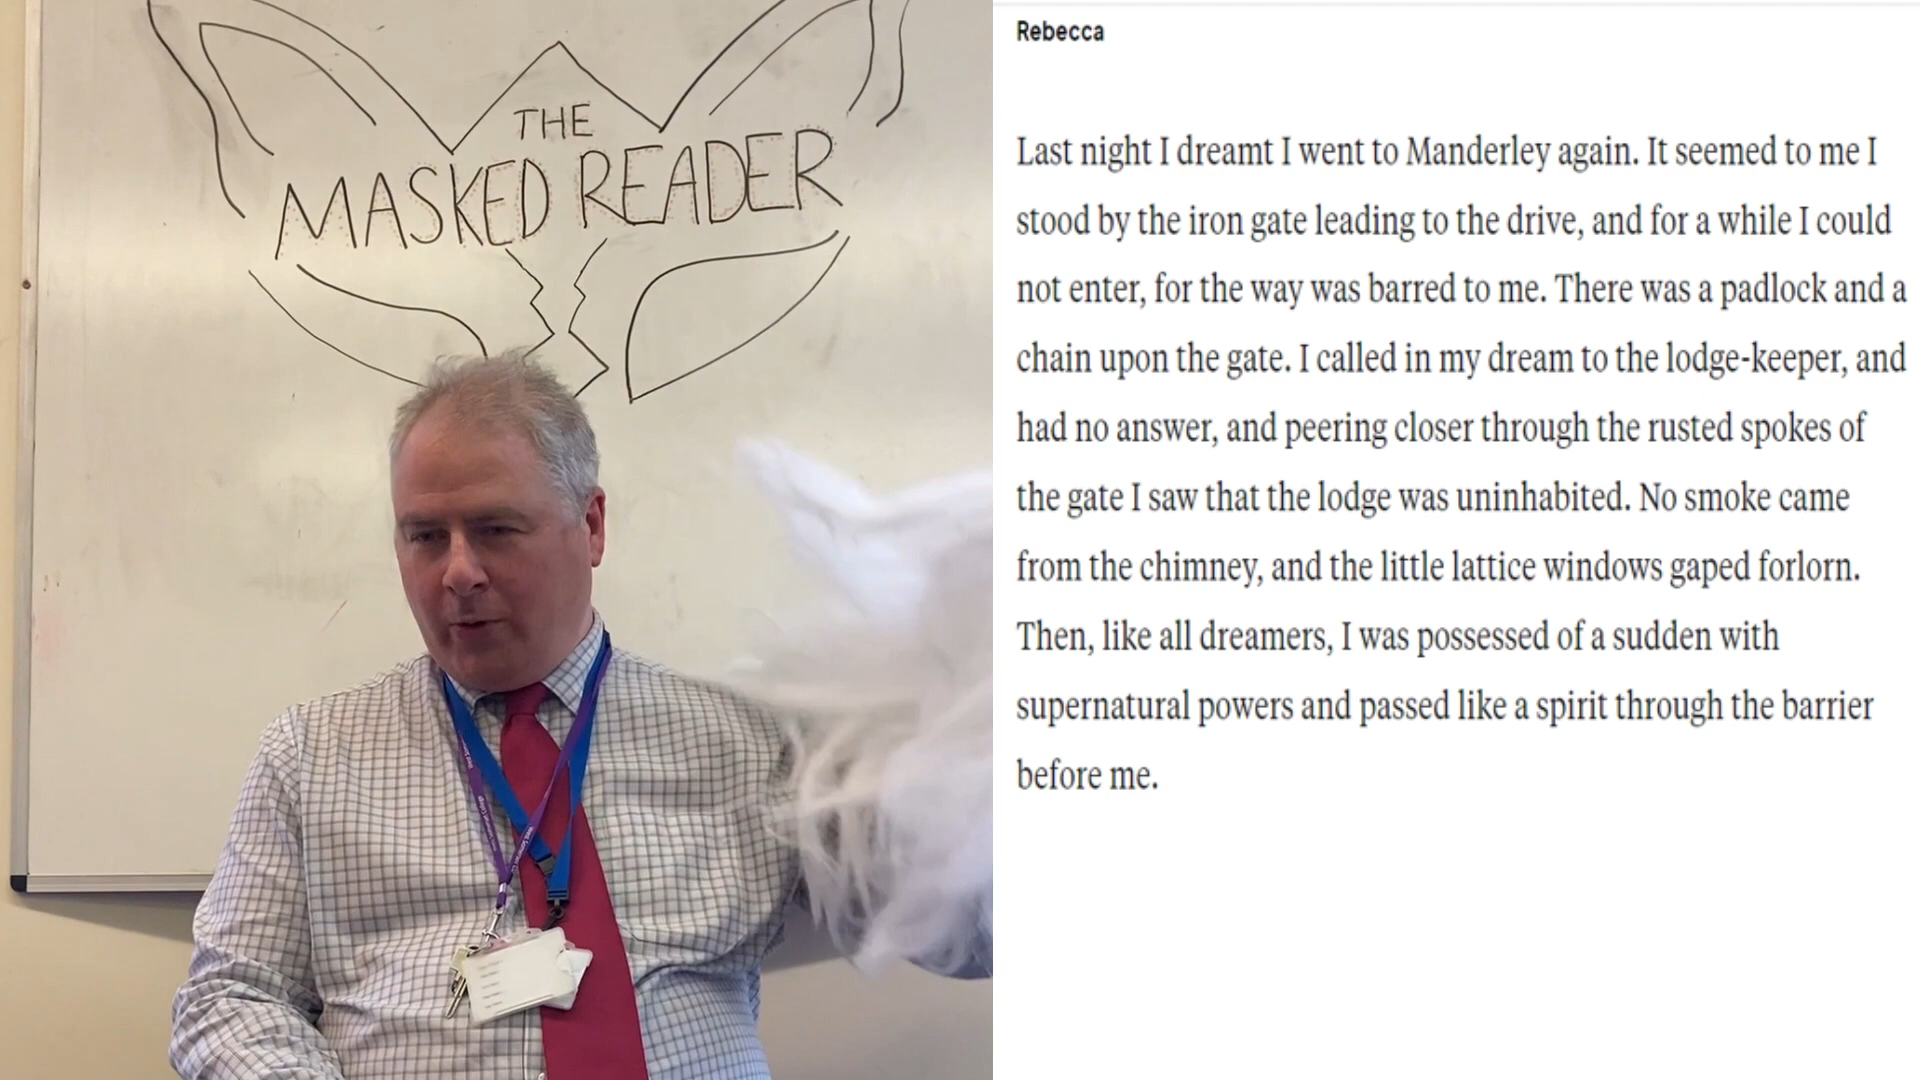 THE
MASKED READER
Rebecca
Last night I dreamt I went to Manderley again. It seemed to me I
stood by the iron gate leading to the drive, and for a while I could
not enter, for the way was barred to me. There was a padlock and a
chain upon the gate. I called in my dream to the lodge-keeper, and
had no answer, and peering closer through the rusted spokes of
the gate I saw that the lodge was uninhabited. No smoke came
from the chimney, and the little lattice windows gaped forlorn.
Then, like all dreamers, I was possessed of a sudden with
supernatural powers and passed like a spirit through the barrier
before me.